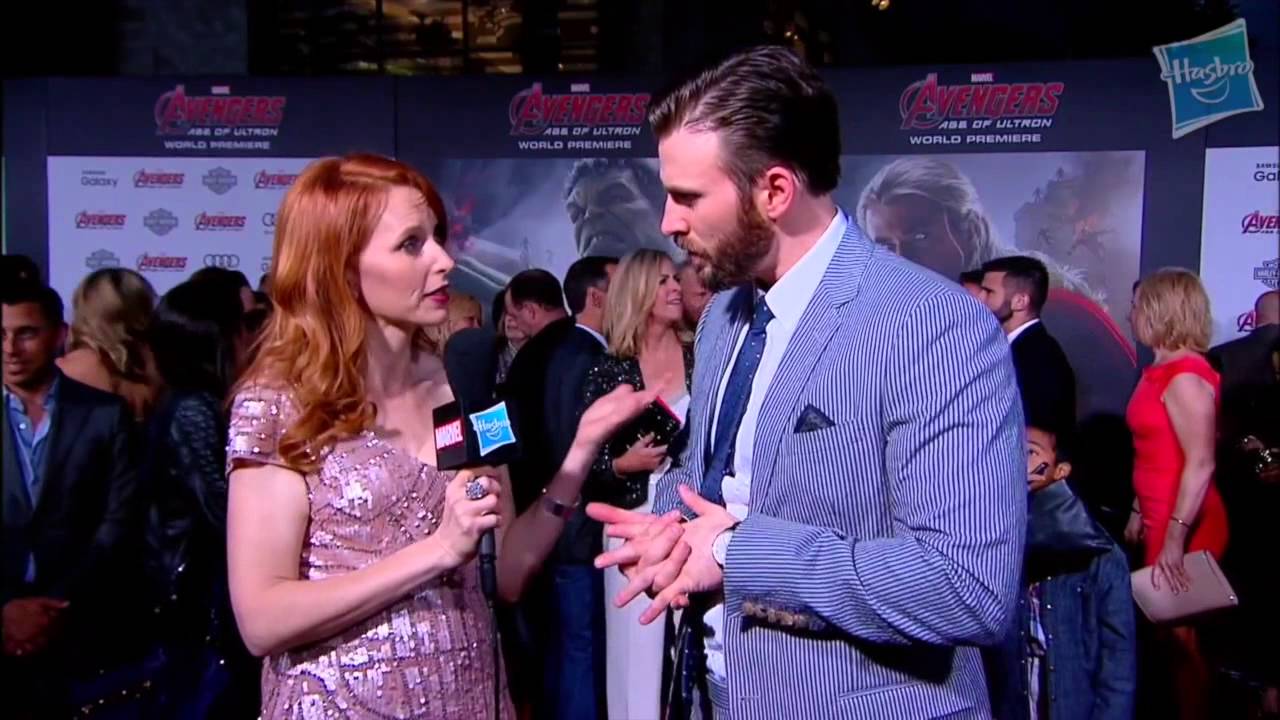 Hasbro
MARVEL
AVENGERS
AGE OF ULTRON
WORLD PREMIERE
MARVEL
AVENGERS
AGE OF ULTRON
WORLD PREMIERE
MARVEL
AVENGERS
AGE OF ULTRON
WORLD PREMIERE
SAMSUNG
Galaxy
AVENGERS
AVENGERS
AVENGERS
AVENGERS
AVENGERS
MARVEL
Hasbro